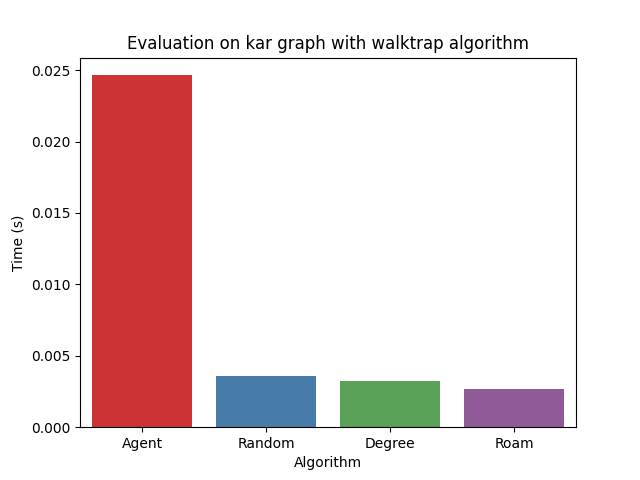 Evaluation on kar graph with walktrap algorithm
0.025
0.020
0.015
0.010
0.005
0.000
Time (s)
Agent
Random
Degree
Roam
Algorithm